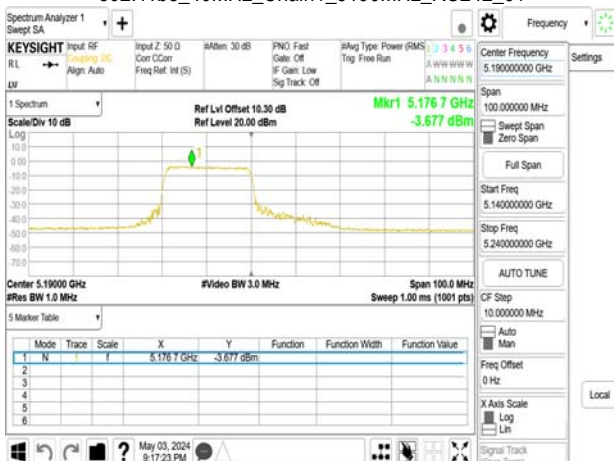 Spectrum Analyzer 1
Swept SA
Frequency
KEYSIGHT
RL
Input: RF
Coupling: DC
Align: Auto
Input Z: 50 Ω
Corr CCorr
Freq Ref: Int (S)
#Atten: 30 dB
PNO: Fast
Gate: Off
IF Gain: Low
Sig Track: Off
#Avg Type: Power (RMS
Trig: Free Run
1 2 3 4 5 6
A W W W W W
A N N N N N
Center Frequency
5.190000000 GHz
Settings
Span
100.000000 MHz
Swept Span
Zero Span
Full Span
Start Freq
5.140000000 GHz
Stop Freq
5.240000000 GHz
AUTO TUNE
CF Step
10.000000 MHz
Auto
Man
Freq Offset
0 Hz
X Axis Scale
Log
Lin
Signal Track
Local
1 Spectrum
Scale/Div 10 dB
Ref Lvl Offset 10.30 dB
Ref Level 20.00 dBm
Mkr1 5.176 7 GHz
-3.677 dBm
Log
10.0
0.00
-10.0
-20.0
-30.0
-40.0
-50.0
-60.0
-70.0
1
Center 5.19000 GHz
#Res BW 1.0 MHz
#Video BW 3.0 MHz
Span 100.0 MHz
Sweep 1.00 ms (1001 pts)
5 Marker Table
Mode Trace Scale X Y Function Function Width Function Value
1 N 1 f 5.176 7 GHz -3.677 dBm
2
3
4
5
6
May 03, 2024
9:17:23 PM